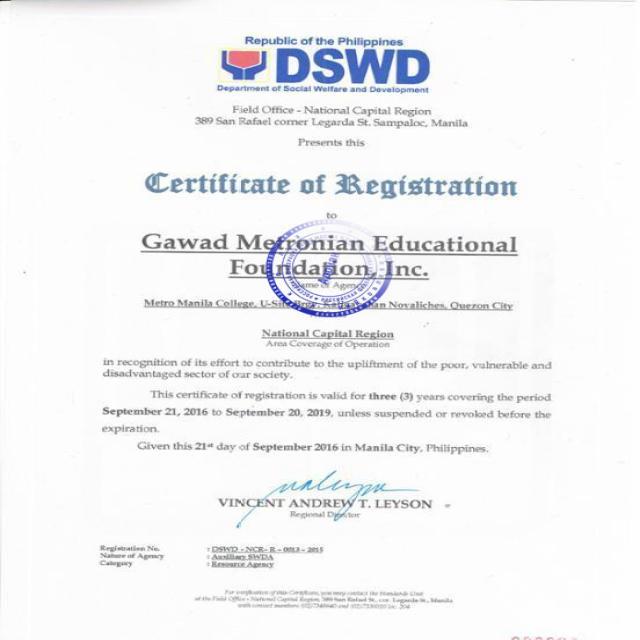 Republic of the Philippines
DSWD
Department of Social Welfare and Development
Field Office - National Capital Region
389 San Rafael corner Legarda St. Sampaloc, Manila
Presents this
Certificate of Registration
to
Gawad Metronian Educational
Foundation, Inc.
Name of Agency
Metro Manila College, Novaliches, Quezon City
National Capital Region
Area Coverage of Operation
in recognition of its effort to contribute to the upliftment of the poor, vulnerable and
disadvantaged sector of our society.
This certificate of registration is valid for three (3) years covering the period
September 21, 2016 to September 20, 2019, unless suspended or revoked before the
expiration.
Given this 21st day of September 2016 in Manila City, Philippines.
VINCENT ANDREW T. LEYSON
Regional Director
Registration No. : DSWD - NCR- R - 0013 - 2015
Nature of Agency : Auxiliary SWDA
Category : Resource Agency
For verification of this Certificate, you may contact the Standards Unit
of the Field Office - National Capital Region, 389 San Rafael St., cor. Legarda St., Manila
with contact numbers